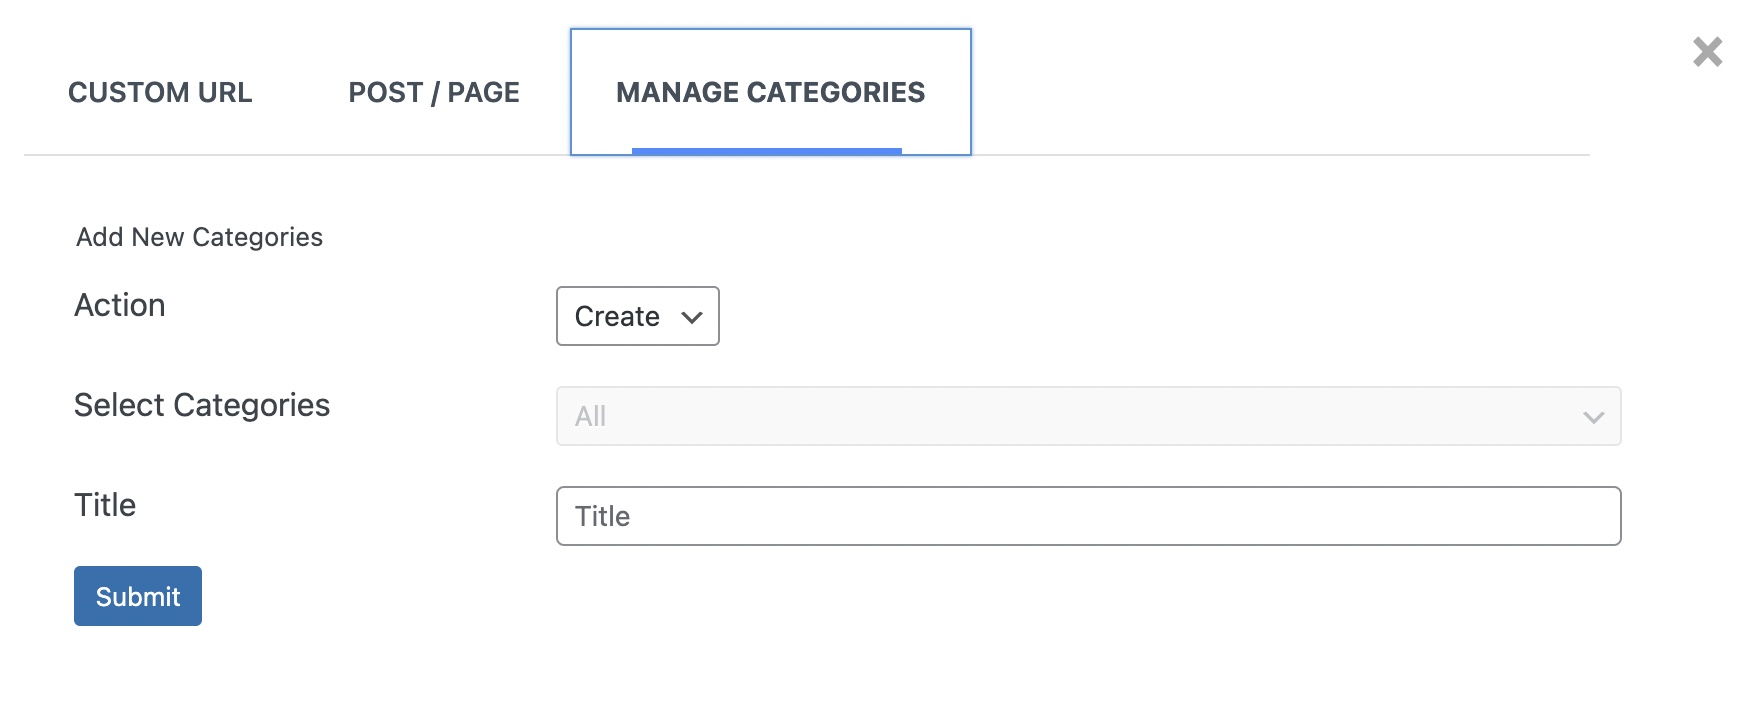 CUSTOM URL POST / PAGE MANAGE CATEGORIES
Add New Categories
Action Create
Select Categories All
Title Title
Submit